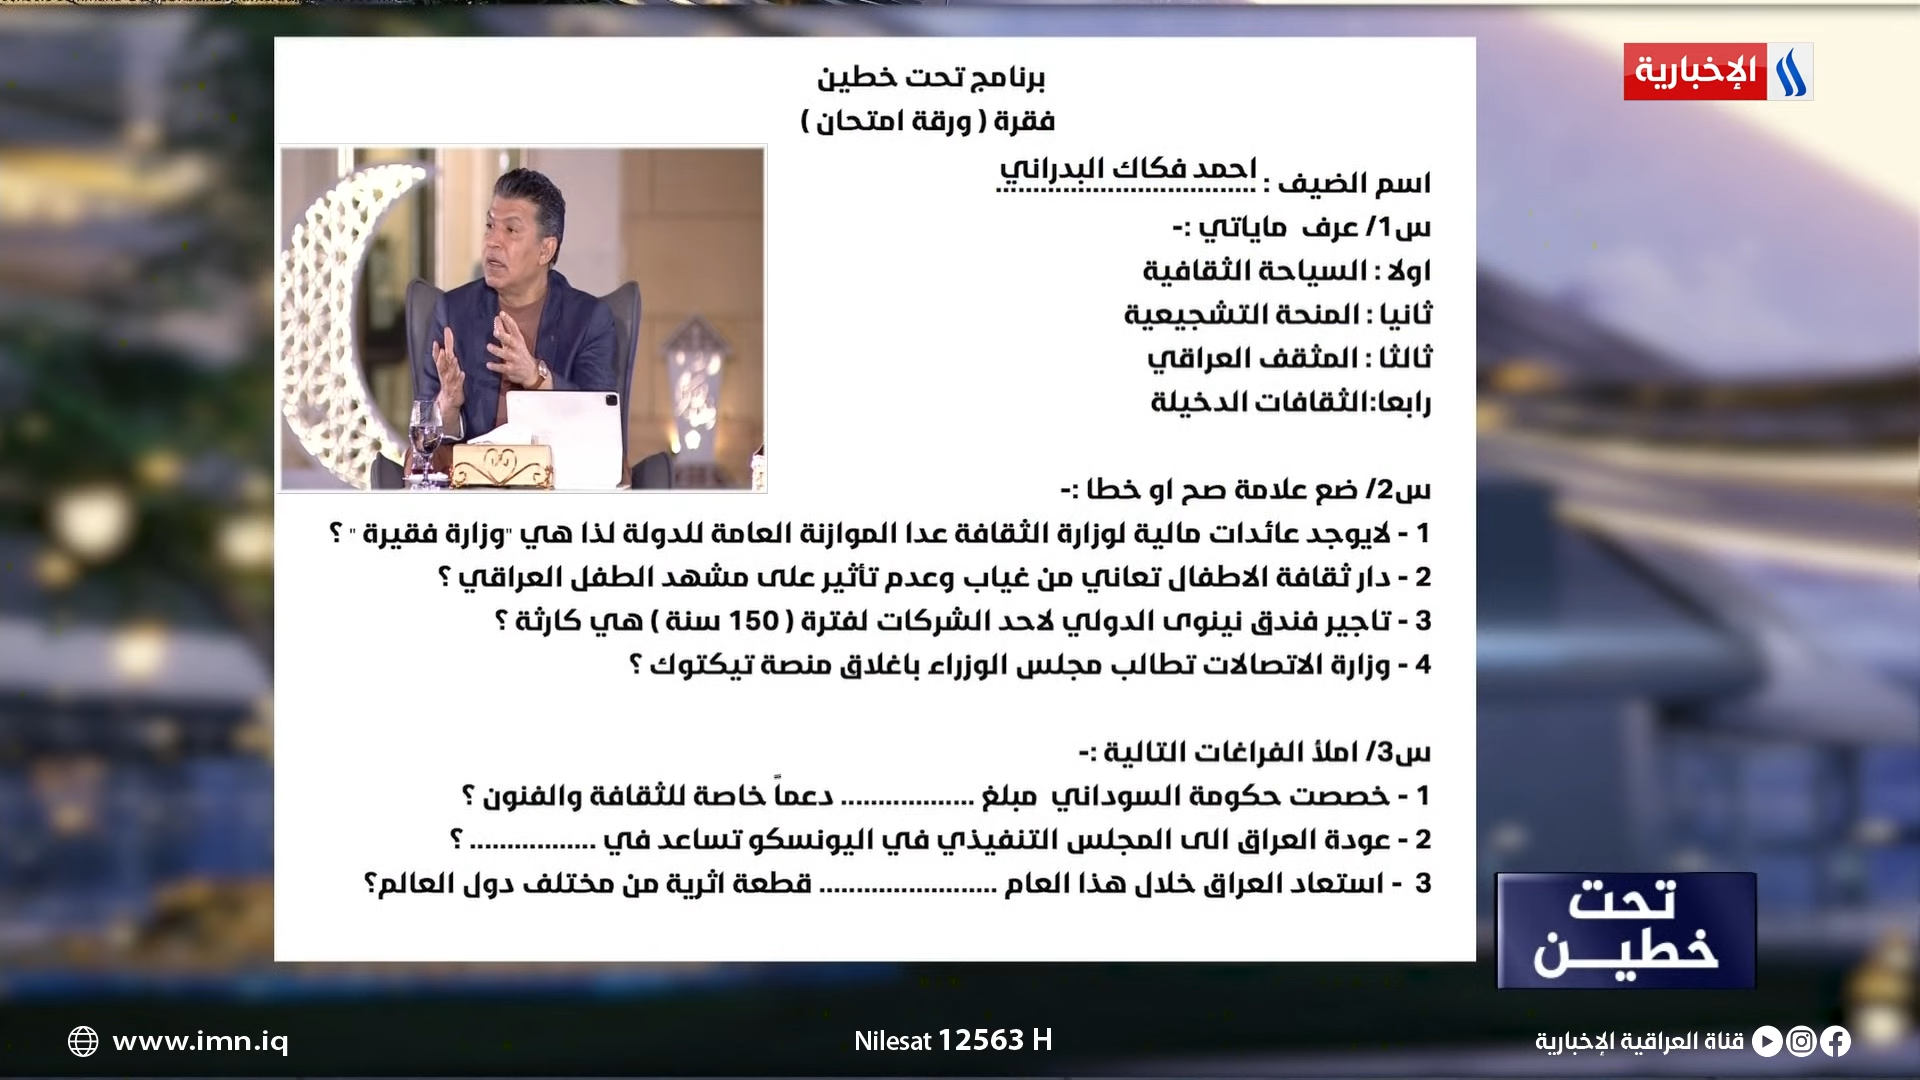 الإخبارية
برنامج تحت خطين
فقرة ( ورقة امتحان )
اسم الضيف : احمد فكاك البدراني
س1/ عرف ماياتي :-
اولا : السياحة الثقافية
ثانيا : المنحة التشجيعية
ثالثا : المثقف العراقي
رابعا:الثقافات الدخيلة
س2/ ضع علامة صح او خطا :-
1 - لايوجد عائدات مالية لوزارة الثقافة عدا الموازنة العامة للدولة لذا هي "وزارة فقيرة " ؟
2 - دار ثقافة الاطفال تعاني من غياب وعدم تأثير على مشهد الطفل العراقي ؟
3 - تاجير فندق نينوى الدولي لاحد الشركات لفترة ( 150 سنة ) هي كارثة ؟
4 - وزارة الاتصالات تطالب مجلس الوزراء باغلاق منصة تيكتوك ؟
س3/ املأ الفراغات التالية :-
1 - خصصت حكومة السوداني مبلغ .................. دعماً خاصة للثقافة والفنون ؟
2 - عودة العراق الى المجلس التنفيذي في اليونسكو تساعد في ................. ؟
3 - استعاد العراق خلال هذا العام ........................ قطعة اثرية من مختلف دول العالم؟
تحت
خطين
www.imn.iq
Nilesat 12563 H
قناة العراقية الإخبارية